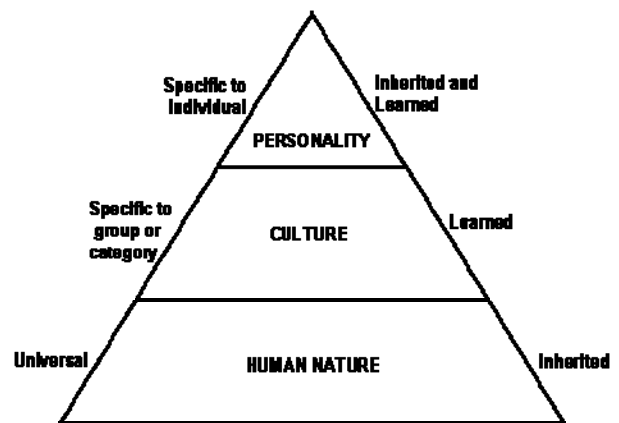 Specific to
Individual
Inherited and
Learned
PERSONALITY
Specific to
group or
category
CULTURE
Learned
Universal
HUMAN NATURE
Inherited